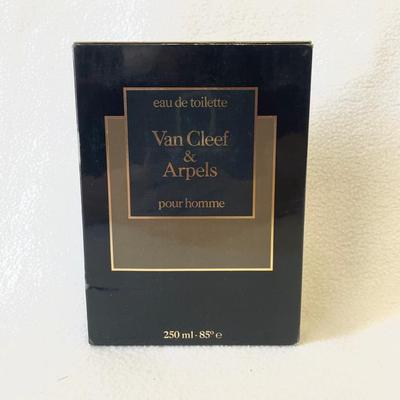 eau de toilette
Van Cleef
&
Arpels
pour homme
250 ml - 85° ℮